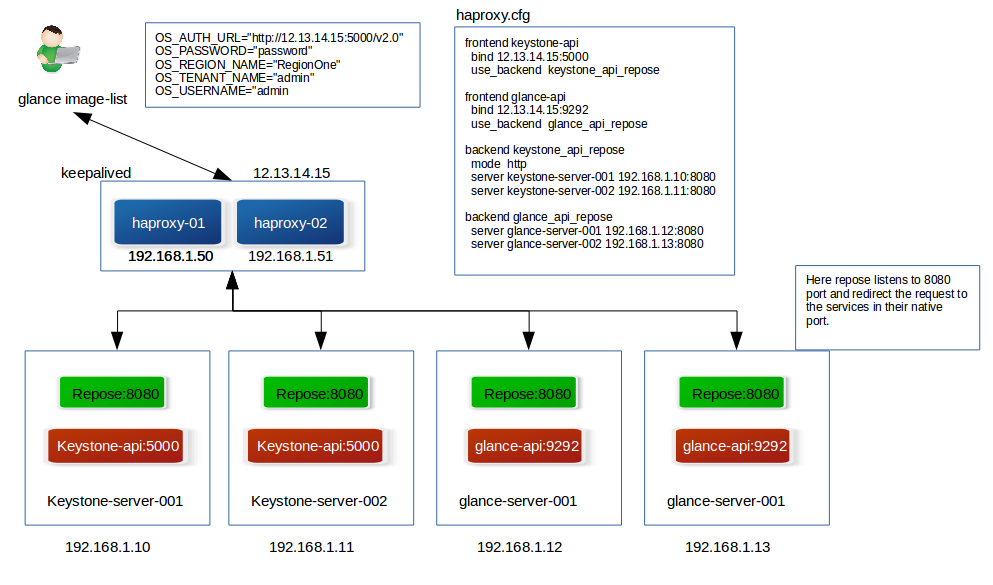 haproxy.cfg
OS_AUTH_URL="http://12.13.14.15:5000/v2.0"
OS_PASSWORD="password"
OS_REGION_NAME="RegionOne"
OS_TENANT_NAME="admin"
OS_USERNAME="admin
glance image-list
frontend keystone-api
bind 12.13.14.15:5000
use_backend keystone_api_repose
frontend glance-api
bind 12.13.14.15:9292
use_backend glance_api_repose
backend keystone_api_repose
mode http
server keystone-server-001 192.168.1.10:8080
server keystone-server-002 192.168.1.11:8080
backend glance_api_repose
server glance-server-001 192.168.1.12:8080
server glance-server-002 192.168.1.13:8080
keepalived
12.13.14.15
haproxy-01
haproxy-02
192.168.1.50
192.168.1.51
Here repose listens to 8080
port and redirect the request to
the services in their native
port.
Repose:8080
Keystone-api:5000
Keystone-server-001
192.168.1.10
Repose:8080
Keystone-api:5000
Keystone-server-002
192.168.1.11
Repose:8080
glance-api:9292
glance-server-001
192.168.1.12
Repose:8080
glance-api:9292
glance-server-001
192.168.1.13